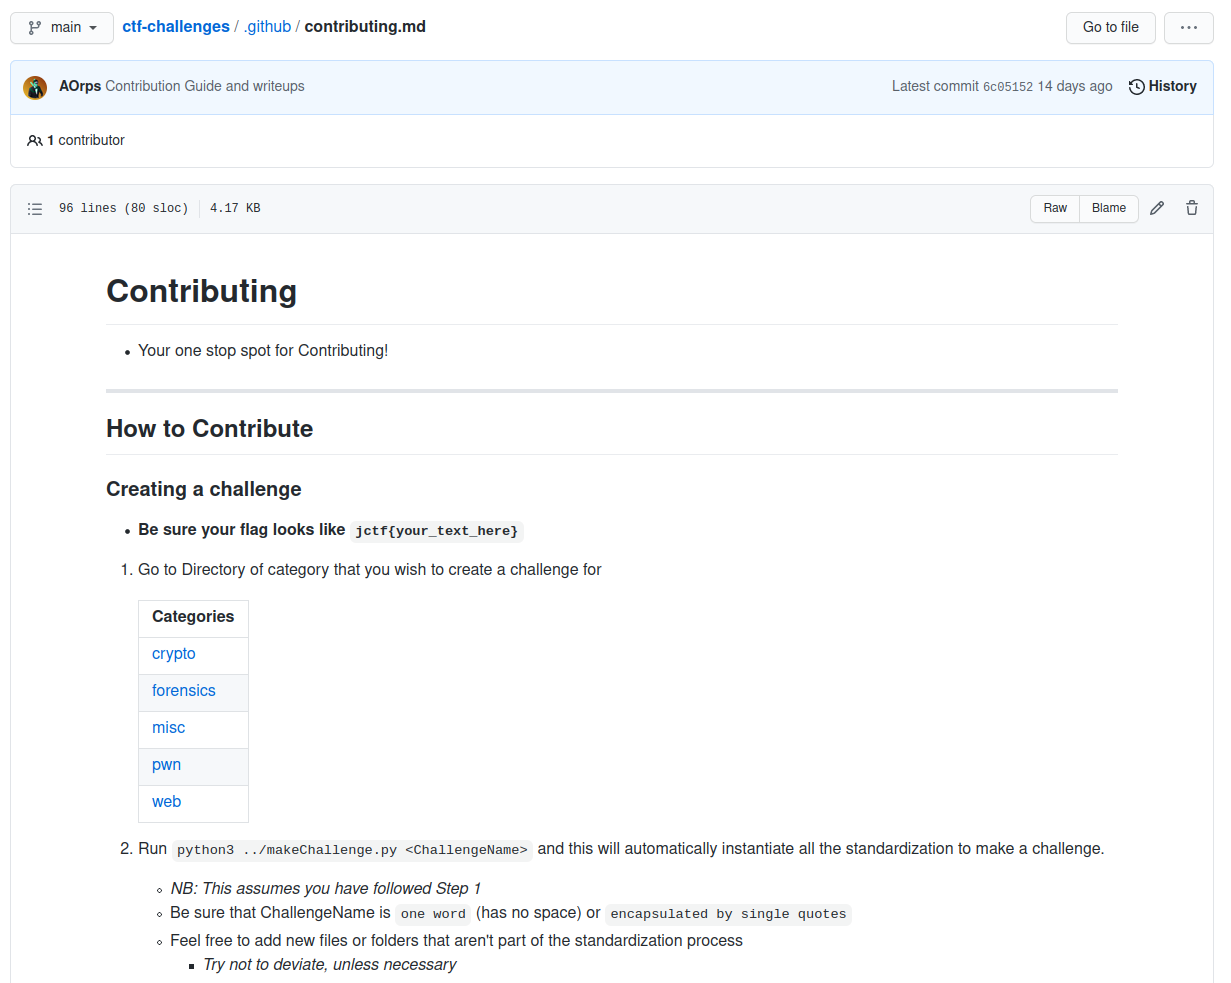 main
ctf-challenges / .github / contributing.md
Go to file
AOrps Contribution Guide and writeups
Latest commit 6c05152 14 days ago
History
1 contributor
96 lines (80 sloc)
4.17 KB
Raw
Blame
Contributing
Your one stop spot for Contributing!
How to Contribute
Creating a challenge
Be sure your flag looks like jctf{your_text_here}
1. Go to Directory of category that you wish to create a challenge for
Categories
crypto
forensics
misc
pwn
web
2. Run python3 ../makeChallenge.py <ChallengeName> and this will automatically instantiate all the standardization to make a challenge.
NB: This assumes you have followed Step 1
Be sure that ChallengeName is one word (has no space) or encapsulated by single quotes
Feel free to add new files or folders that aren't part of the standardization process
Try not to deviate, unless necessary